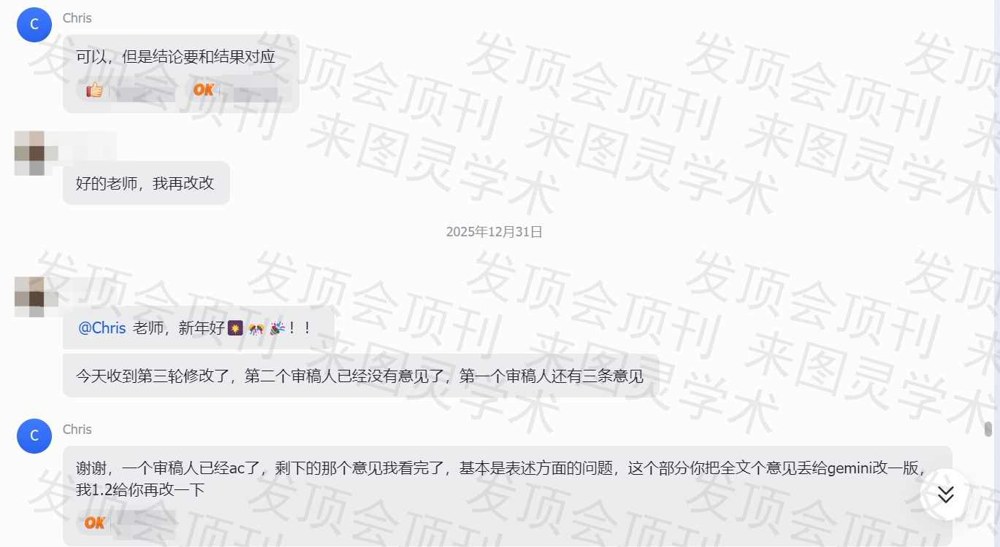 C
Chris
可以，但是结论要和结果对应
OK
好的老师，我再改改
2025年12月31日
@Chris 老师，新年好！！
今天收到第三轮修改了，第二个审稿人已经没有意见了，第一个审稿人还有三条意见
C
Chris
谢谢，一个审稿人已经ac了，剩下的那个意见我看完了，基本是表述方面的问题，这个部分你把全文个意见丢给gemini改一版，
我1.2给你再改一下
OK
发顶会顶刊
来图灵学术